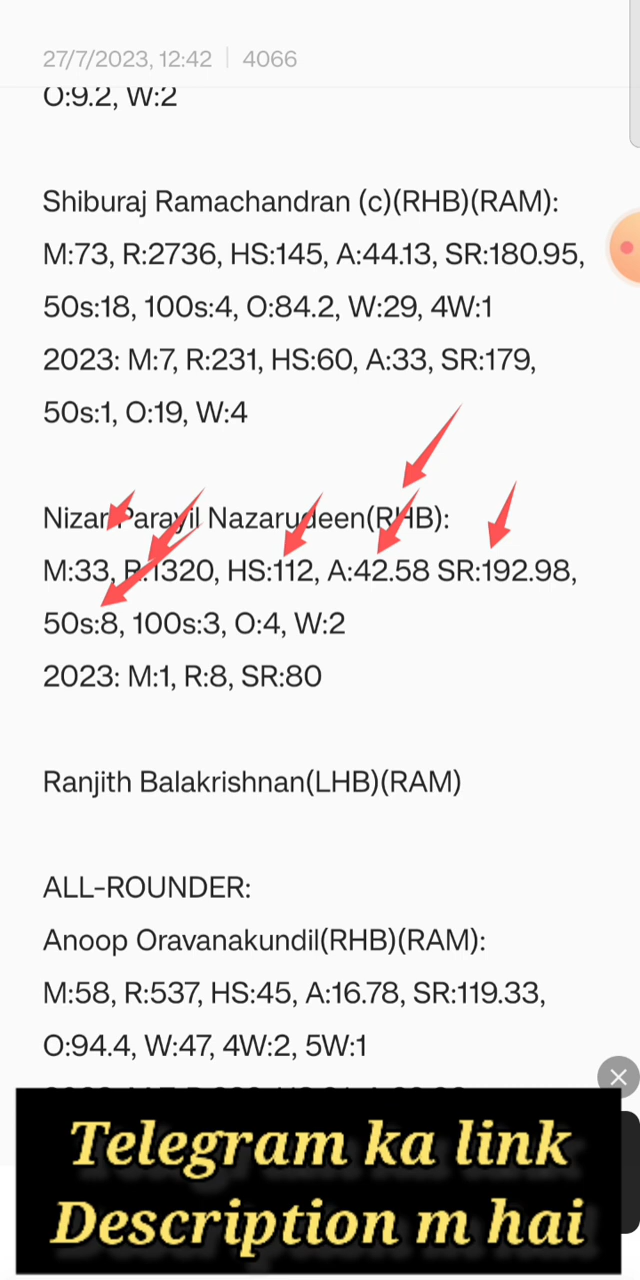 27/7/2023, 12:42 | 4066
O:9.2, W:2
Shiburaj Ramachandran (c)(RHB)(RAM):
M:73, R:2736, HS:145, A:44.13, SR:180.95,
50s:18, 100s:4, O:84.2, W:29, 4W:1
2023: M:7, R:231, HS:60, A:33, SR:179,
50s:1, O:19, W:4
Nizar Parayil Nazarudeen(RHB):
M:33, R:1320, HS:112, A:42.58 SR:192.98,
50s:8, 100s:3, O:4, W:2
2023: M:1, R:8, SR:80
Ranjith Balakrishnan(LHB)(RAM)
ALL-ROUNDER:
Anoop Oravanakundil(RHB)(RAM):
M:58, R:537, HS:45, A:16.78, SR:119.33,
O:94.4, W:47, 4W:2, 5W:1
Telegram ka link
Description m hai